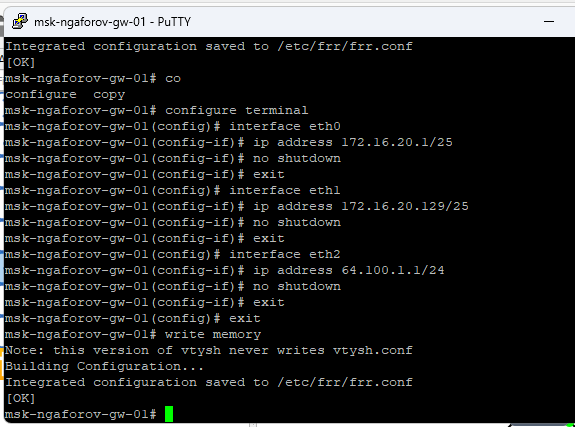 msk-ngaforov-gw-01 - PuTTY
Integrated configuration saved to /etc/frr/frr.conf
[OK]
msk-ngaforov-gw-01# co
configure  copy
msk-ngaforov-gw-01# configure terminal
msk-ngaforov-gw-01(config)# interface eth0
msk-ngaforov-gw-01(config-if)# ip address 172.16.20.1/25
msk-ngaforov-gw-01(config-if)# no shutdown
msk-ngaforov-gw-01(config-if)# exit
msk-ngaforov-gw-01(config)# interface eth1
msk-ngaforov-gw-01(config-if)# ip address 172.16.20.129/25
msk-ngaforov-gw-01(config-if)# no shutdown
msk-ngaforov-gw-01(config-if)# exit
msk-ngaforov-gw-01(config)# interface eth2
msk-ngaforov-gw-01(config-if)# ip address 64.100.1.1/24
msk-ngaforov-gw-01(config-if)# no shutdown
msk-ngaforov-gw-01(config-if)# exit
msk-ngaforov-gw-01(config)# exit
msk-ngaforov-gw-01# write memory
Note: this version of vtysh never writes vtysh.conf
Building Configuration...
Integrated configuration saved to /etc/frr/frr.conf
[OK]
msk-ngaforov-gw-01#